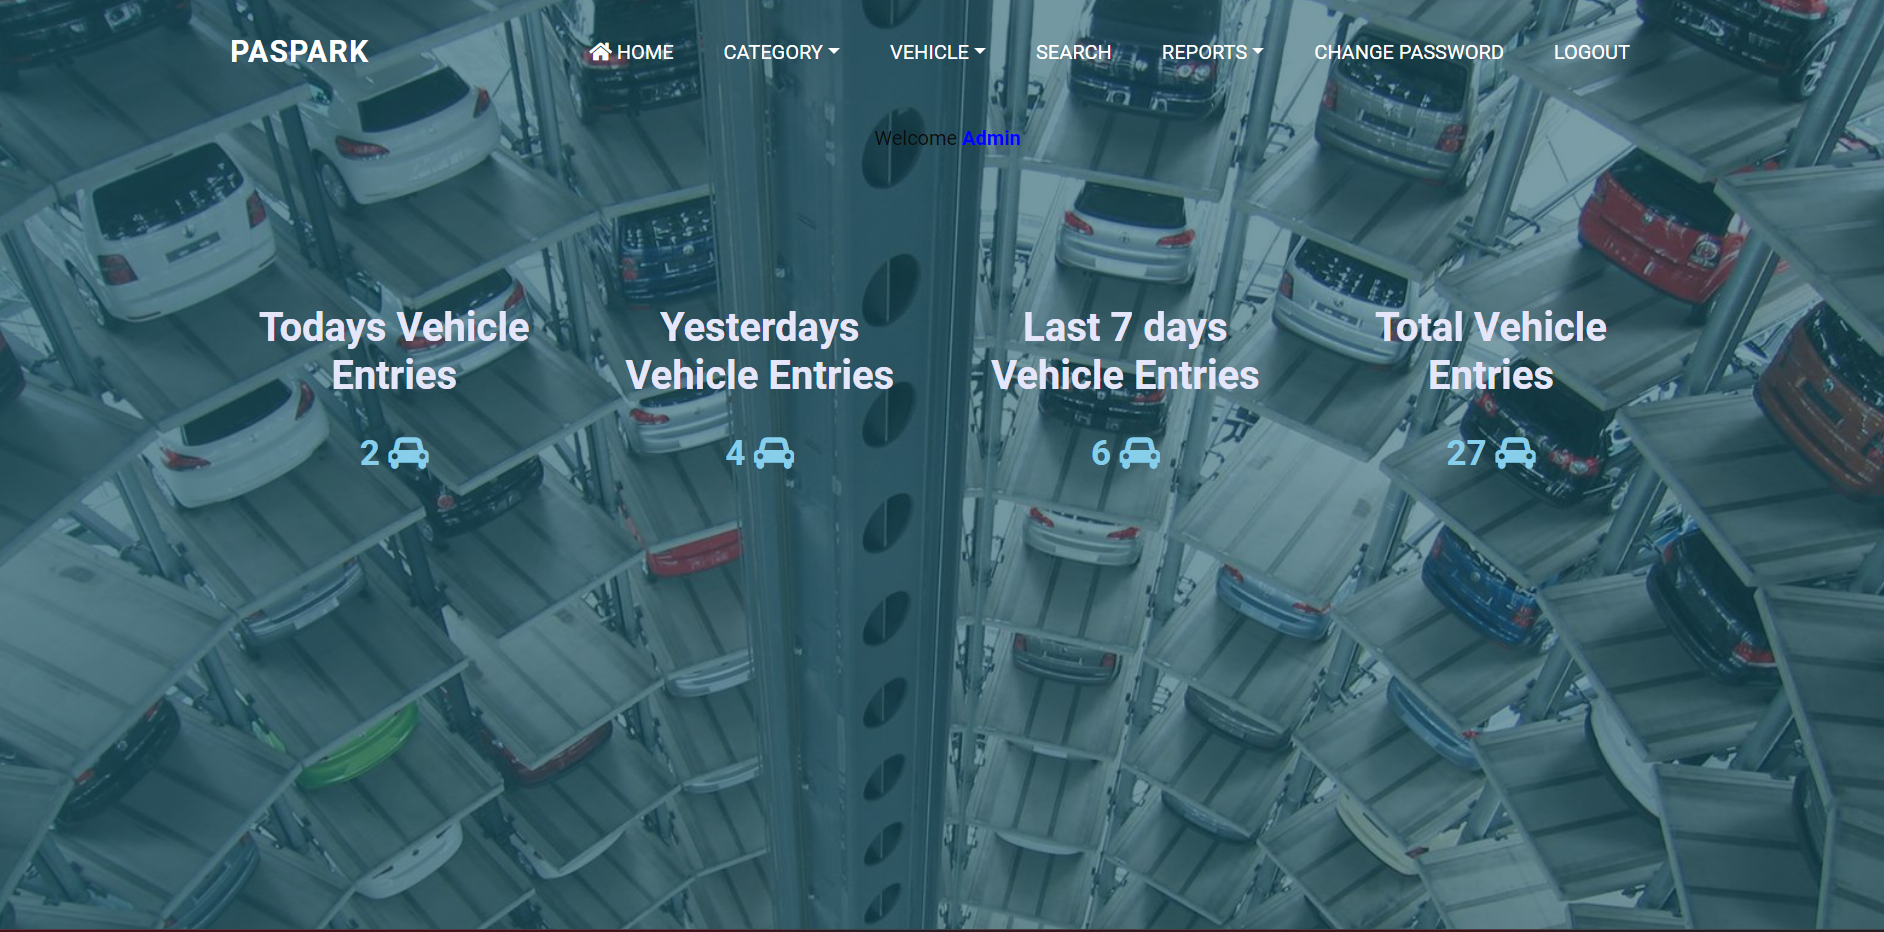 PASPARK
HOME CATEGORY VEHICLE SEARCH REPORTS CHANGE PASSWORD LOGOUT
Welcome Admin
Todays Vehicle
Entries
2
Yesterdays
Vehicle Entries
4
Last 7 days
Vehicle Entries
6
Total Vehicle
Entries
27